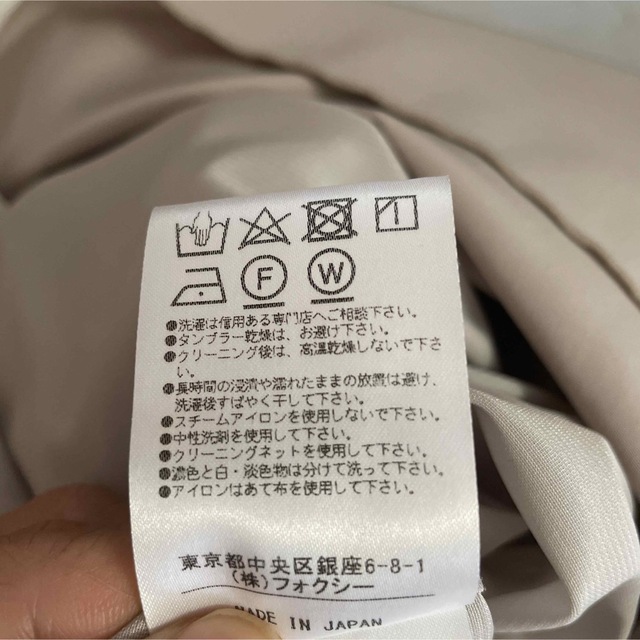 F W
●洗濯は信用ある専門店へご相談下さい。
●タンブラー乾燥は、お避け下さい。
●クリーニング後は、高温乾燥しないで下さ
い。
●長時間の浸漬や濡れたままの放置は避け、
洗濯後すばやく干して下さい。
●スチームアイロンを使用しないで下さい。
●中性洗剤を使用して下さい。
●クリーニングネットを使用して下さい。
●濃色と白・淡色物は分けて洗って下さい。
●アイロンはあて布を使用して下さい。
東京都中央区銀座6-8-1
(株)フォクシー
MADE IN JAPAN